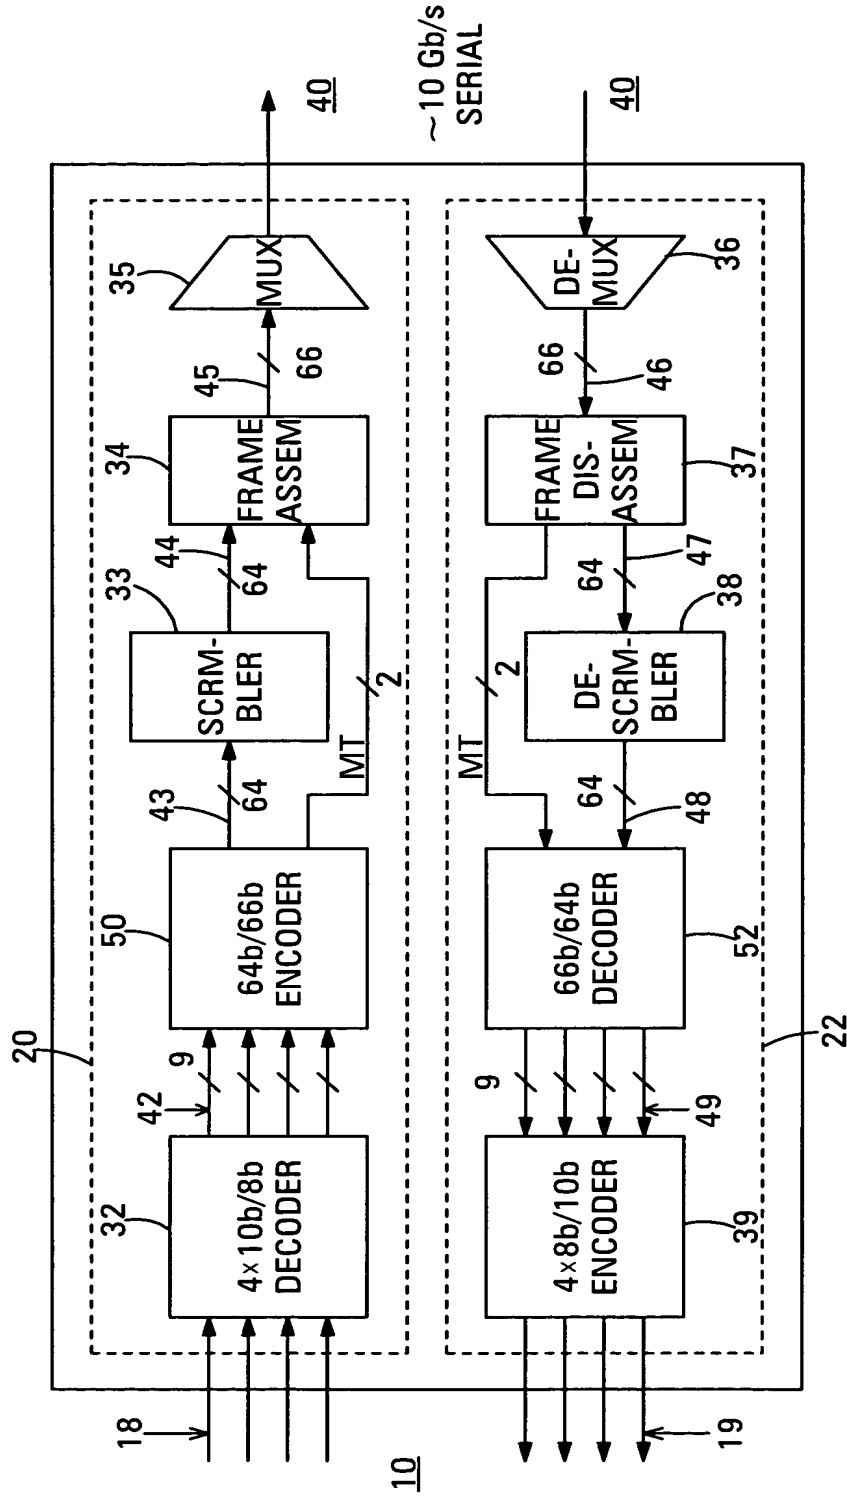 20
18
32
4×10b/8b
DECODER
42
9
50
64b/66b
ENCODER
43
64
33
SCRM-
BLER
MT
2
44
64
34
FRAME
ASSEM
45
66
35
MUX
40
~10 Gb/s
SERIAL
10
40
DE-
MUX
36
66
46
FRAME
DIS-
ASSEM
37
MT
2
64
47
DE-
SCRM-
BLER
38
64
48
66b/64b
DECODER
52
9
49
4×8b/10b
ENCODER
39
19
22